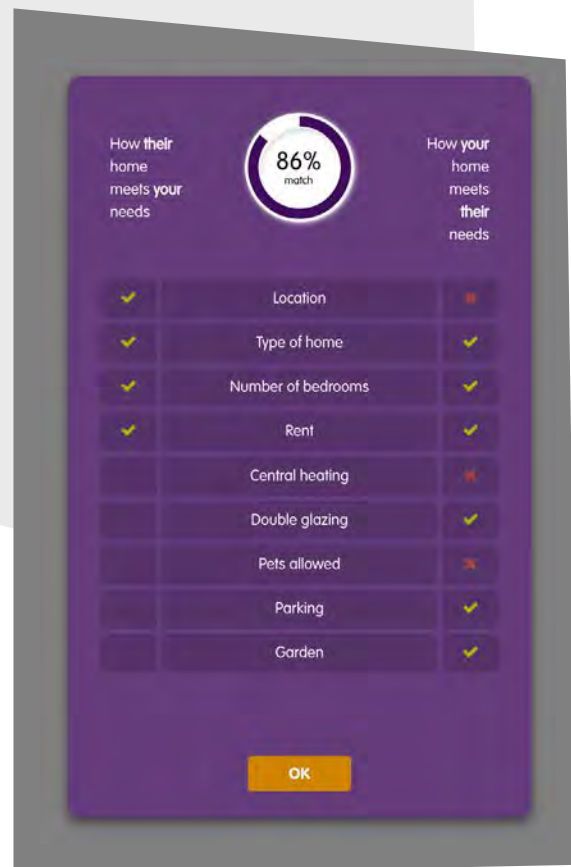 How their
home
meets your
needs
86%
match
How your
home
meets
their
needs
Location
Type of home
Number of bedrooms
Rent
Central heating
Double glazing
Pets allowed
Parking
Garden
OK